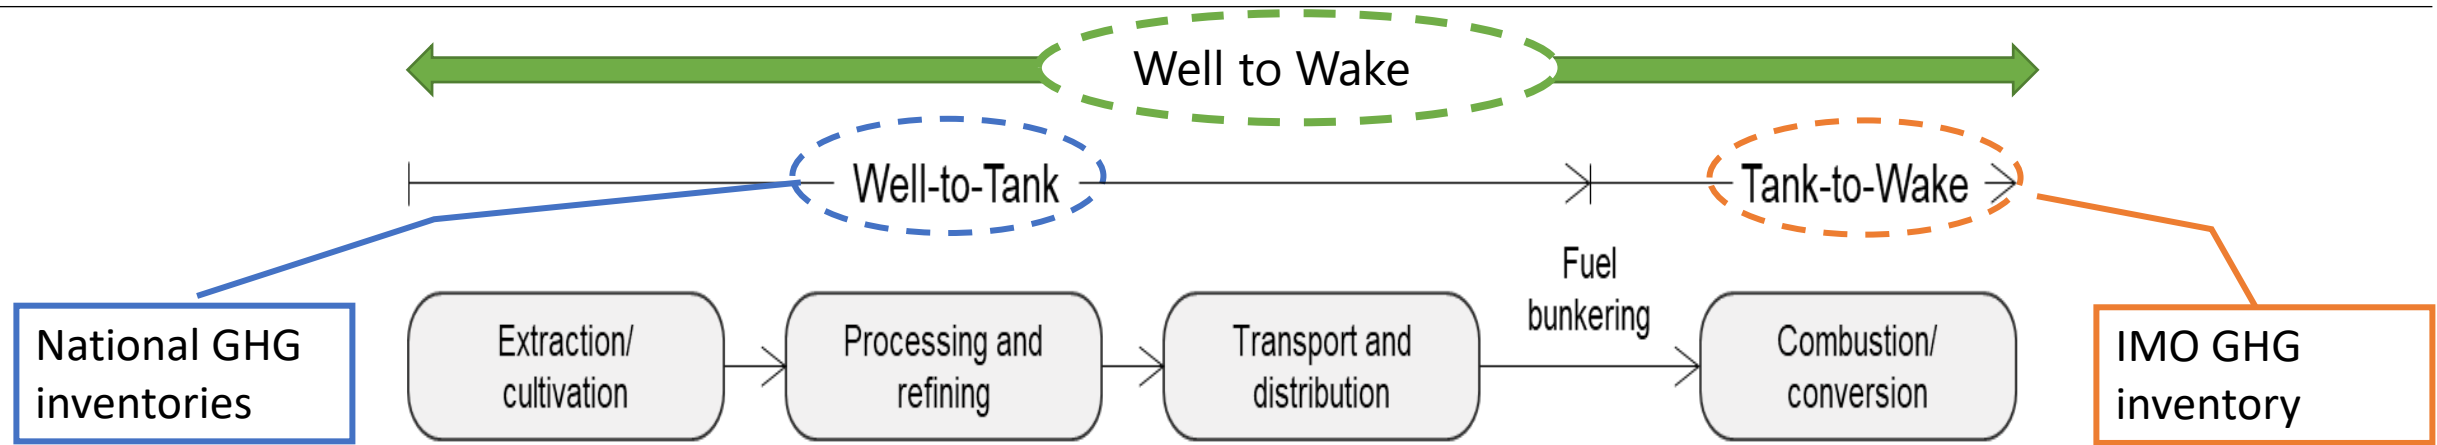 Well to Wake
Well-to-Tank
Tank-to-Wake
Fuel
bunkering
National GHG
inventories
Extraction/
cultivation
Processing and
refining
Transport and
distribution
Combustion/
conversion
IMO GHG
inventory